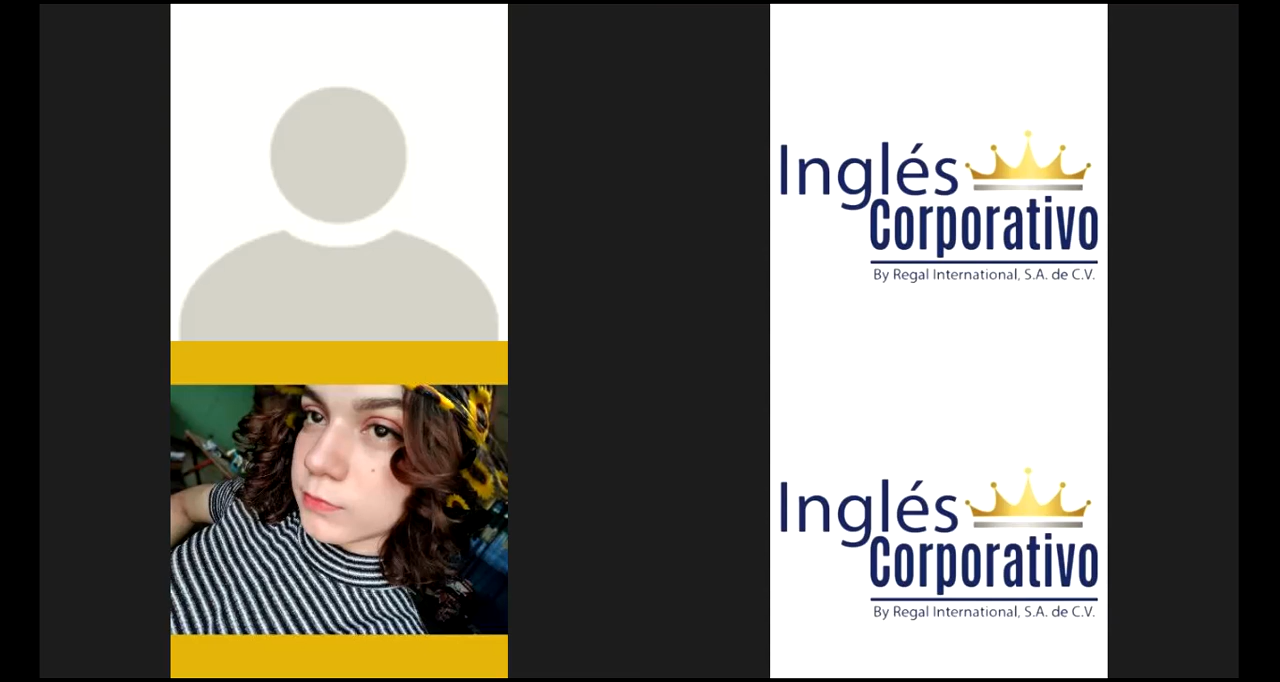 Inglés
Corporativo
By Regal International, S.A. de C.V.
Inglés
Corporativo
By Regal International, S.A. de C.V.